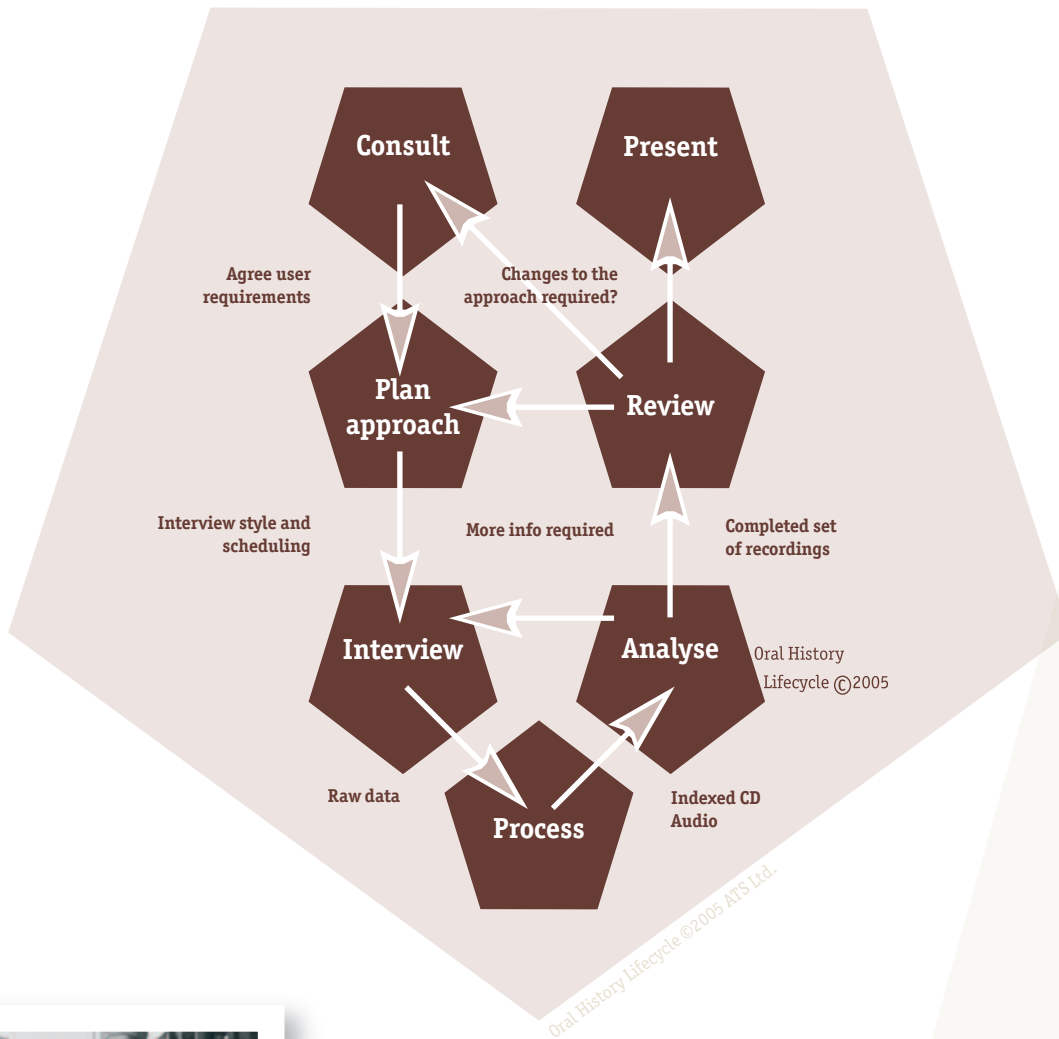 Consult
Present
Agree user
requirements
Changes to the
approach required?
Plan
approach
Review
Interview style and
scheduling
More info required
Completed set
of recordings
Interview
Analyse
Oral History
Lifecycle ©2005
Raw data
Indexed CD
Audio
Process
Oral History Lifecycle ©2005 ATS Ltd.